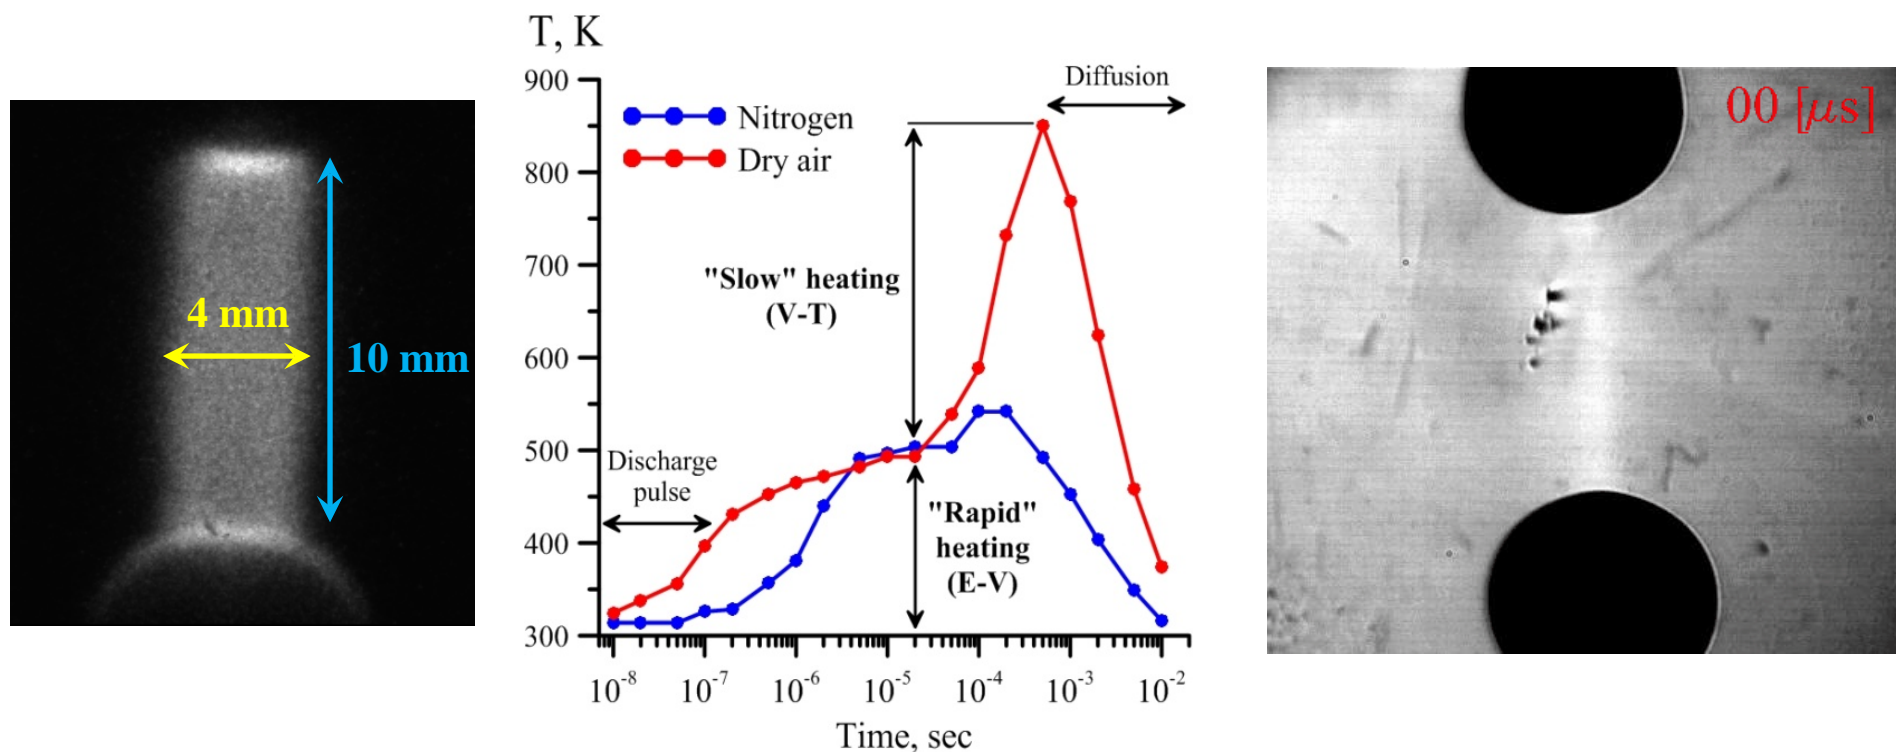 4 mm
10 mm
T, K
900
800
700
600
500
400
300
Nitrogen
Dry air
Diffusion
"Slow" heating
(V-T)
Discharge
pulse
"Rapid"
heating
(E-V)
10⁻⁸
10⁻⁷
10⁻⁶
10⁻⁵
10⁻⁴
10⁻³
10⁻²
Time, sec
00 [μs]